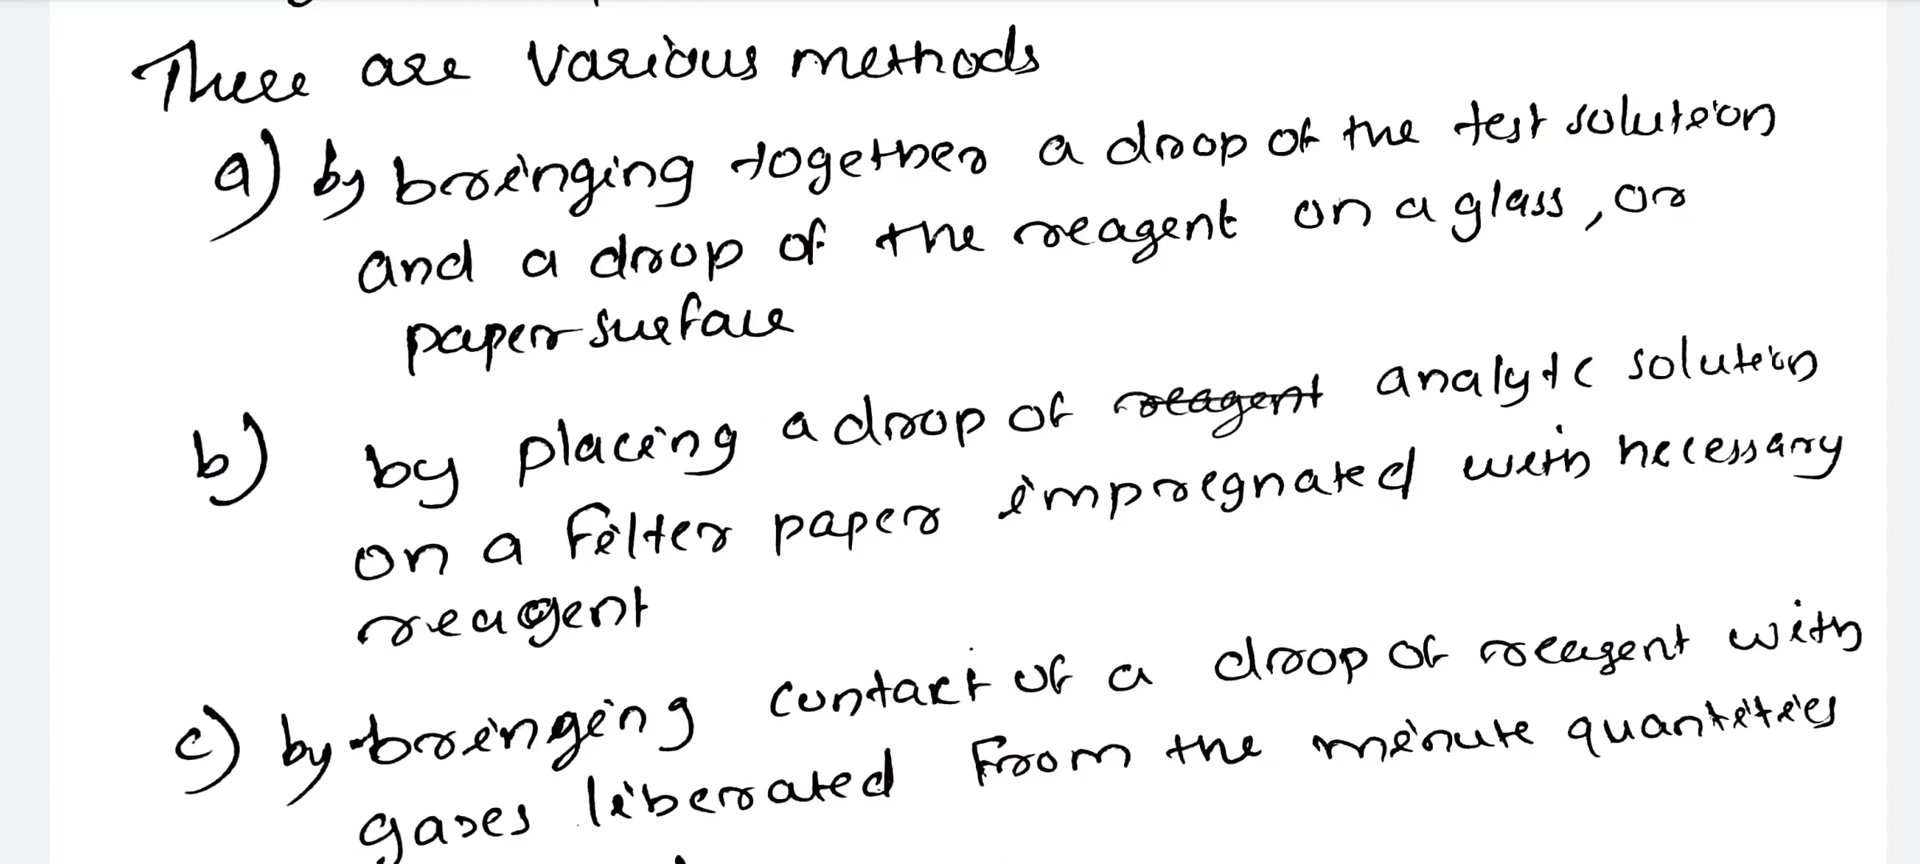 There are various methods
a) by bringing together a drop of the test solution
and a drop of the reagent on a glass, or
paper surface
b) by placing a drop of reagent analytc solution
on a filter paper impregnated with necessary
reagent
c) by bringing contact of a drop of reagent with
gases liberated from the minute quantities